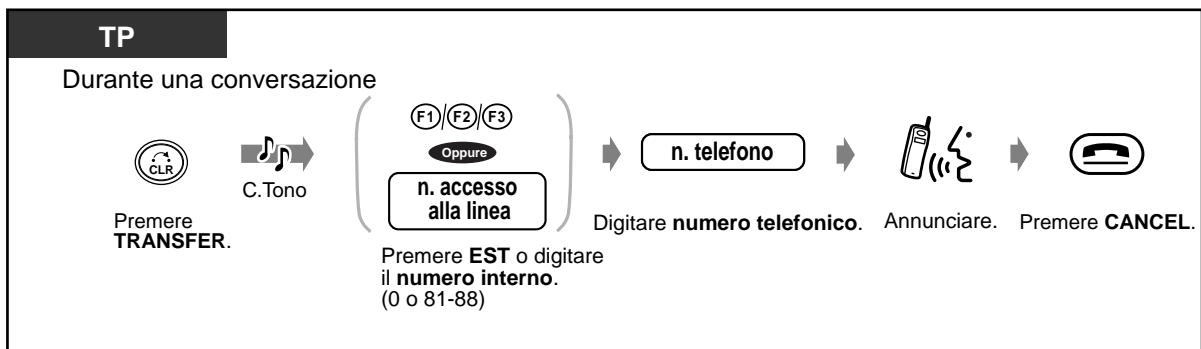 TP
Durante una conversazione
CLR
C.Tono
Premere
TRANSFER.
F1/F2/F3
Oppure
n. accesso
alla linea
Premere EST o digitare
il numero interno.
(0 o 81-88)
n. telefono
Digitare numero telefonico.
Annunciare.
Premere CANCEL.